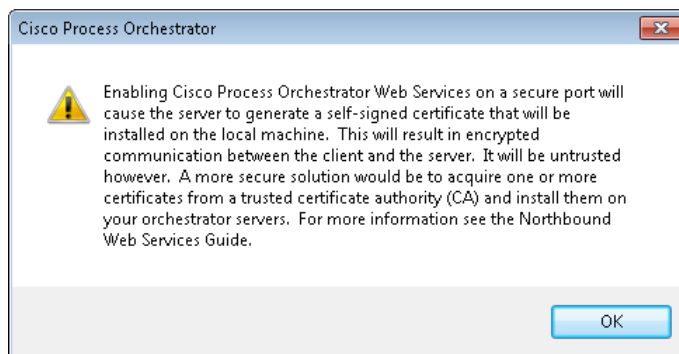 Cisco Process Orchestrator
Enabling Cisco Process Orchestrator Web Services on a secure port will
cause the server to generate a self-signed certificate that will be
installed on the local machine.  This will result in encrypted
communication between the client and the server.  It will be untrusted
however.  A more secure solution would be to acquire one or more
certificates from a trusted certificate authority (CA) and install them on
your orchestrator servers.  For more information see the Northbound
Web Services Guide.
OK